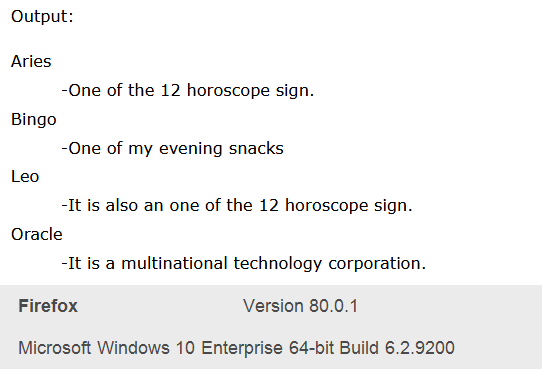 Output:
Aries
-One of the 12 horoscope sign.
Bingo
-One of my evening snacks
Leo
-It is also an one of the 12 horoscope sign.
Oracle
-It is a multinational technology corporation.
Firefox Version 80.0.1
Microsoft Windows 10 Enterprise 64-bit Build 6.2.9200